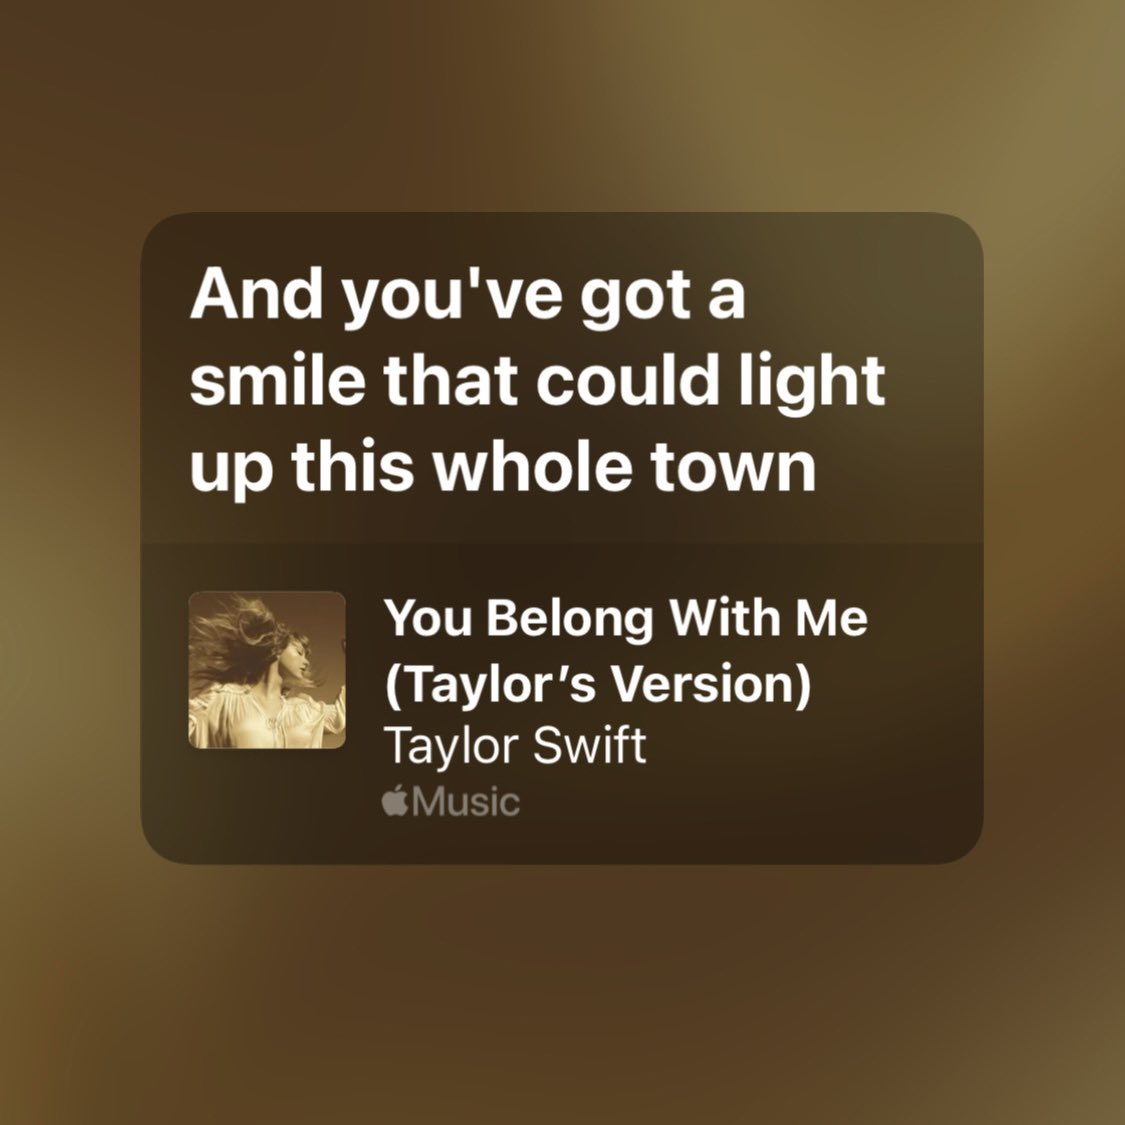 And you've got a
smile that could light
up this whole town
You Belong With Me
(Taylor’s Version)
Taylor Swift
Music